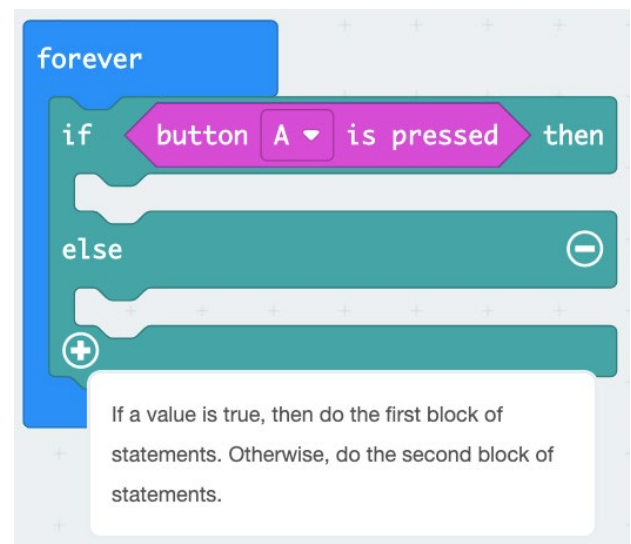 forever
if button A is pressed then
else
If a value is true, then do the first block of
statements. Otherwise, do the second block of
statements.